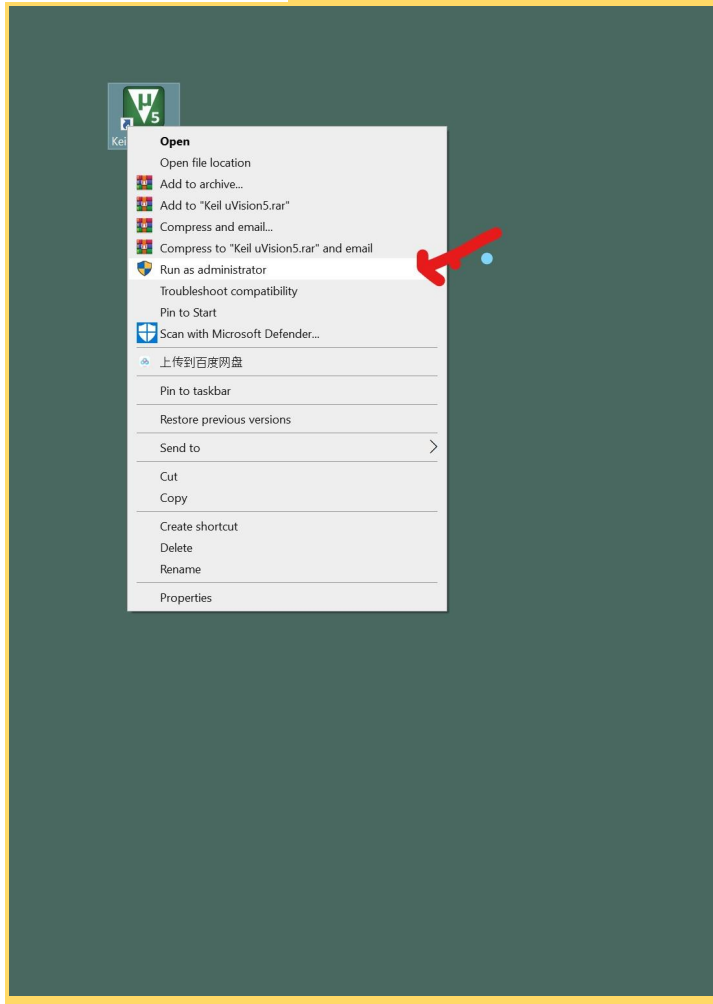 μ
5
Kei
Open
Open file location
Add to archive...
Add to "Keil uVision5.rar"
Compress and email...
Compress to "Keil uVision5.rar" and email
Run as administrator
Troubleshoot compatibility
Pin to Start
Scan with Microsoft Defender...
上传到百度网盘
Pin to taskbar
Restore previous versions
Send to
Cut
Copy
Create shortcut
Delete
Rename
Properties